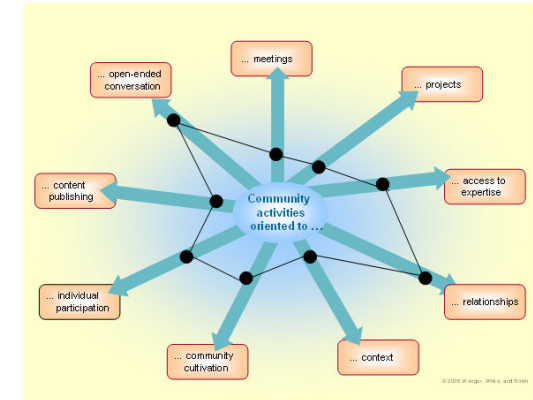 ... meetings
... open-ended
conversation
... projects
... content
publishing
Community
activities
oriented to ...
... access to
expertise
... individual
participation
... relationships
... community
cultivation
... context
©2009 Wenger, White, and Smith